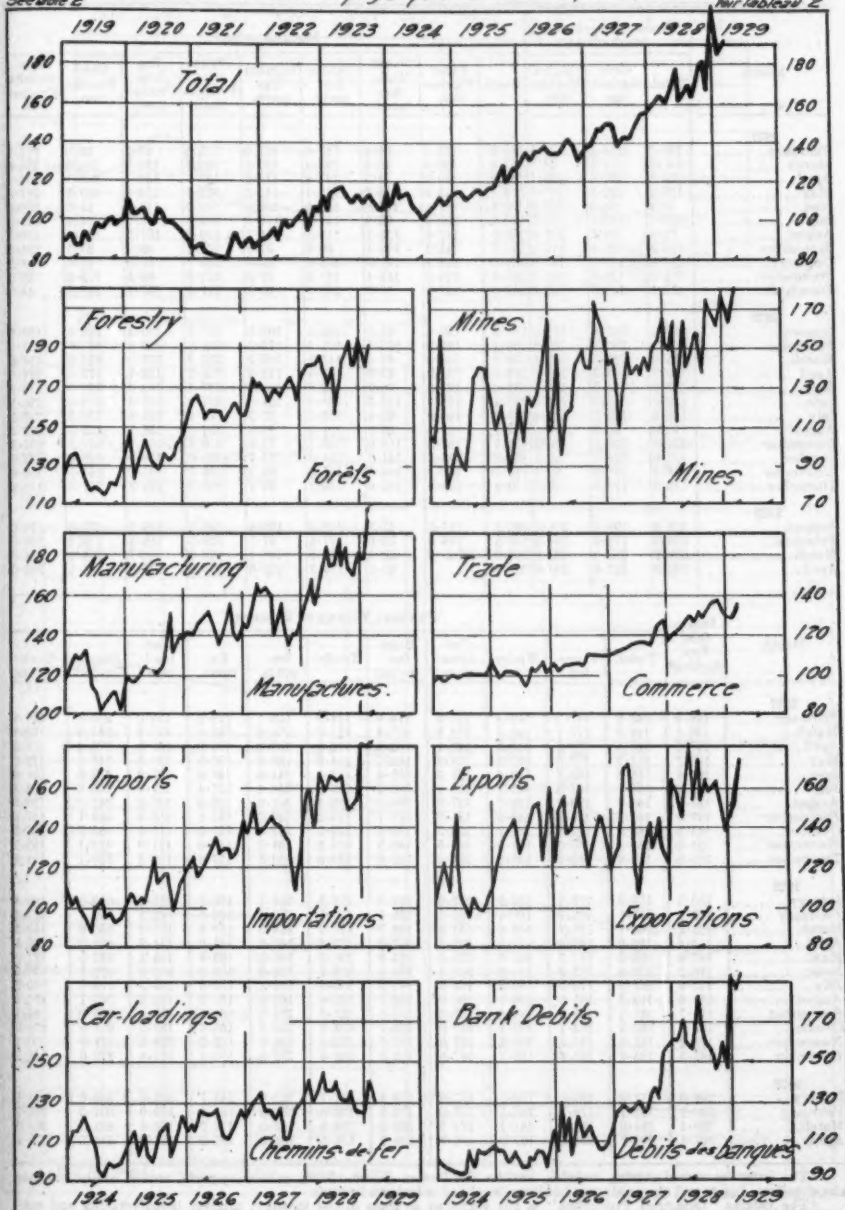 Voir Tableau 2
1919 1920 1921 1922 1923 1924 1925 1926 1927 1928 1929
Total
180 180
160 160
140 140
120 120
100 100
80 80
Forestry
190
170
150
130
110
Forêts
Mines
170
150
130
110
90
70
Mines
Manufacturing
180
160
140
120
100
Manufactures.
Trade
140
120
100
80
Commerce
Imports
160
140
120
100
80
Importations
Exports
160
140
120
100
80
Exportations
Car-loadings
150
130
110
90
Chemins-de-fer
Bank Debits
170
150
130
110
90
Débits des banques
1924 1925 1926 1927 1928 1929
1924 1925 1926 1927 1928 1929